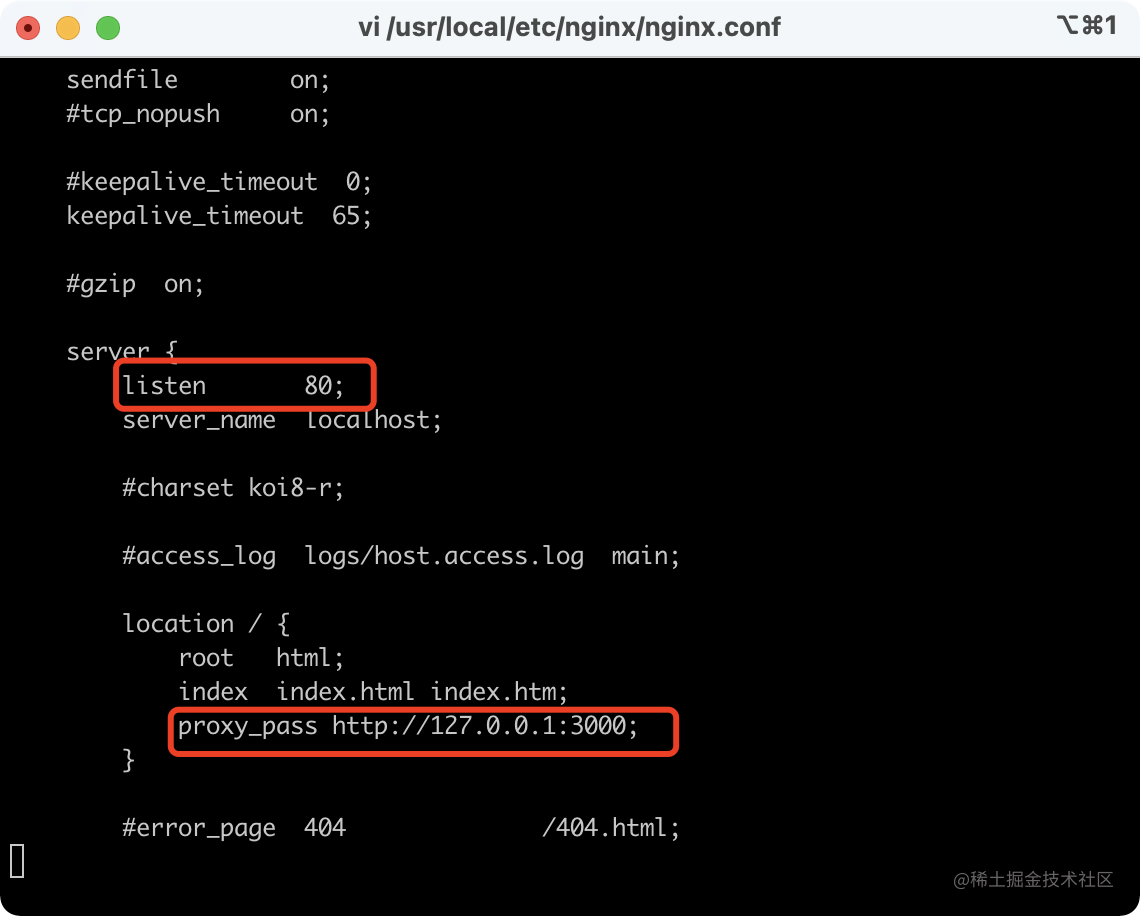 vi /usr/local/etc/nginx/nginx.conf
⌥⌘1
sendfile        on;
#tcp_nopush     on;
#keepalive_timeout  0;
keepalive_timeout  65;
#gzip  on;
server {
listen       80;
server_name  localhost;
#charset koi8-r;
#access_log  logs/host.access.log  main;
location / {
root   html;
index  index.html index.htm;
proxy_pass http://127.0.0.1:3000;
}
#error_page  404              /404.html;
@稀土掘金技术社区